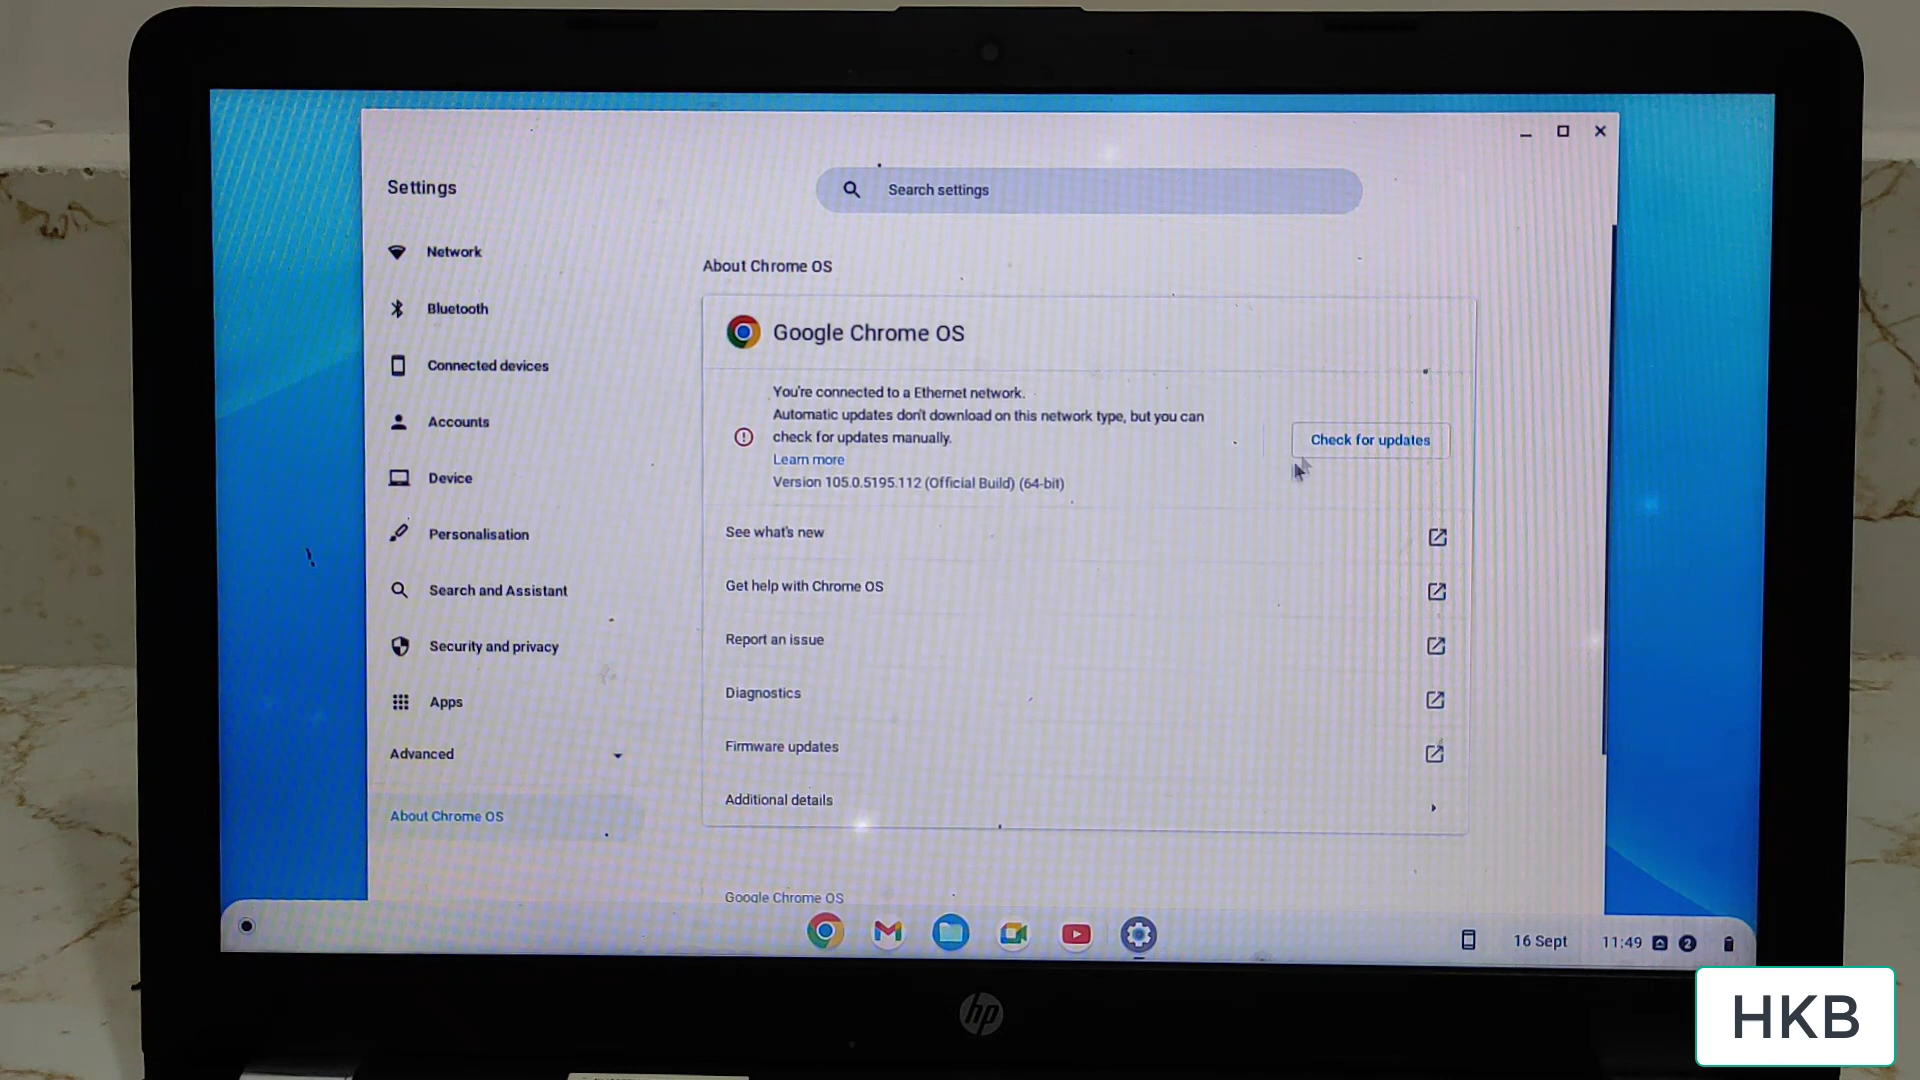 Settings
Search settings
Network
Bluetooth
Connected devices
Accounts
Device
Personalisation
Search and Assistant
Security and privacy
Apps
Advanced
About Chrome OS
About Chrome OS
Google Chrome OS
You're connected to a Ethernet network.
Automatic updates don't download on this network type, but you can
check for updates manually.
Learn more
Version 105.0.5195.112 (Official Build) (64-bit)
Check for updates
See what's new
Get help with Chrome OS
Report an issue
Diagnostics
Firmware updates
Additional details
Google Chrome OS
16 Sept
11:49
2
hp
HKB